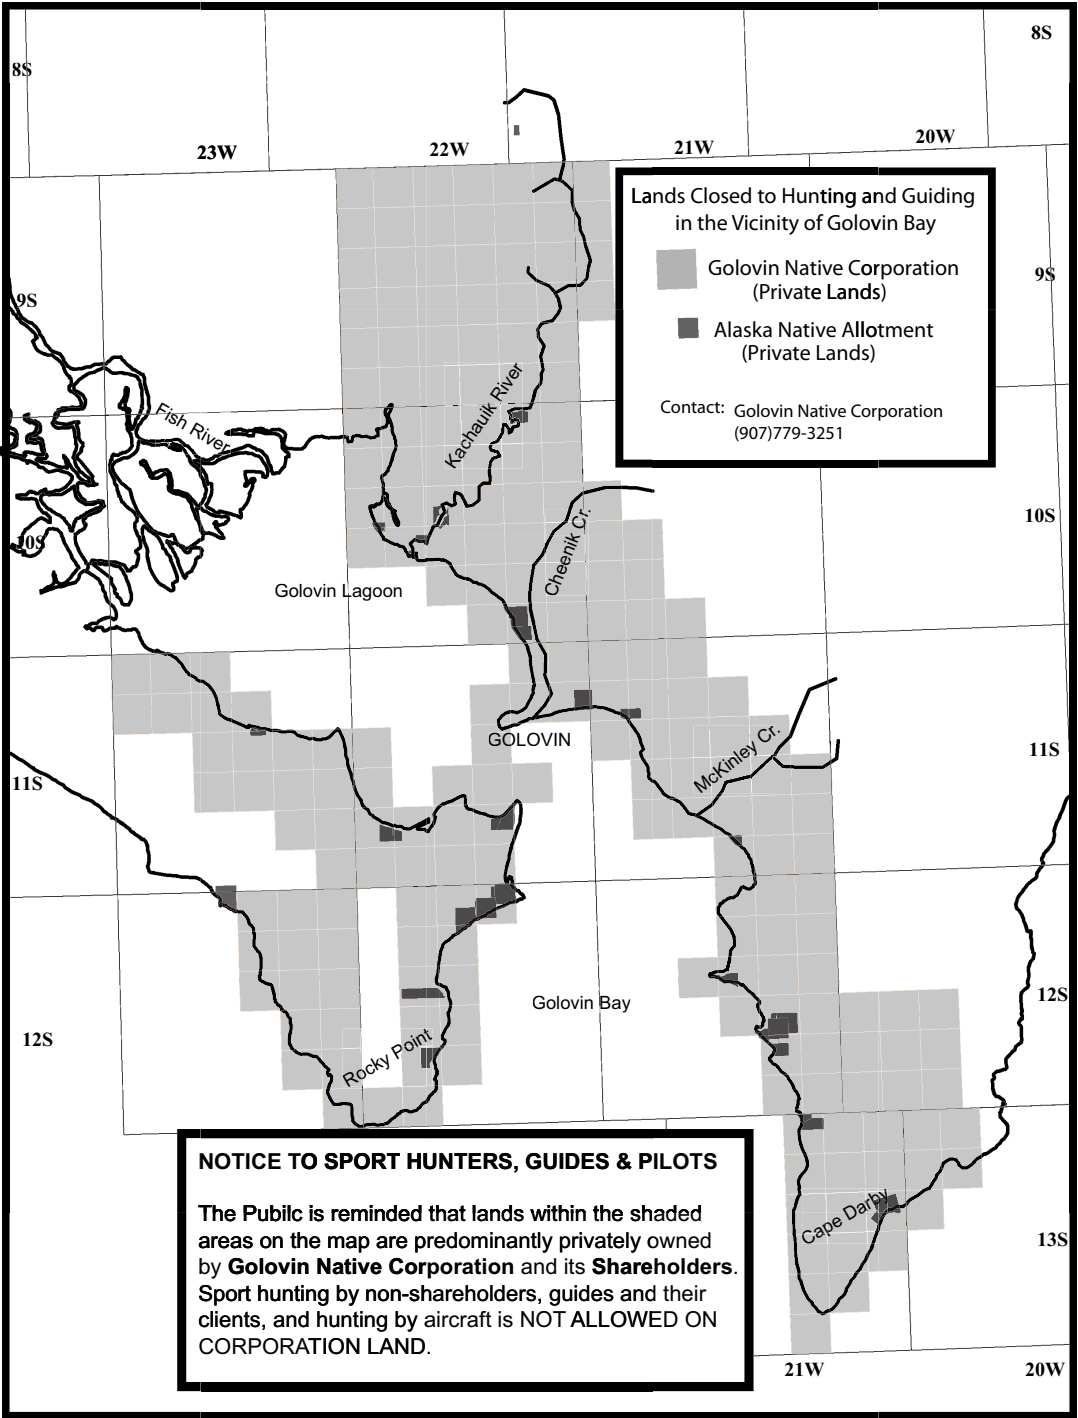 8S
8S
23W
22W
21W
20W
Lands Closed to Hunting and Guiding
in the Vicinity of Golovin Bay
Golovin Native Corporation
(Private Lands)
Alaska Native Allotment
(Private Lands)
Contact: Golovin Native Corporation
(907)779-3251
9S
9S
Fish River
Kachauik River
Cheenik Cr.
10S
10S
Golovin Lagoon
GOLOVIN
McKinley Cr.
11S
11S
Golovin Bay
12S
12S
Rocky Point
NOTICE TO SPORT HUNTERS, GUIDES & PILOTS
The Pubilc is reminded that lands within the shaded
areas on the map are predominantly privately owned
by Golovin Native Corporation and its Shareholders.
Sport hunting by non-shareholders, guides and their
clients, and hunting by aircraft is NOT ALLOWED ON
CORPORATION LAND.
Cape Darby
13S
21W
20W